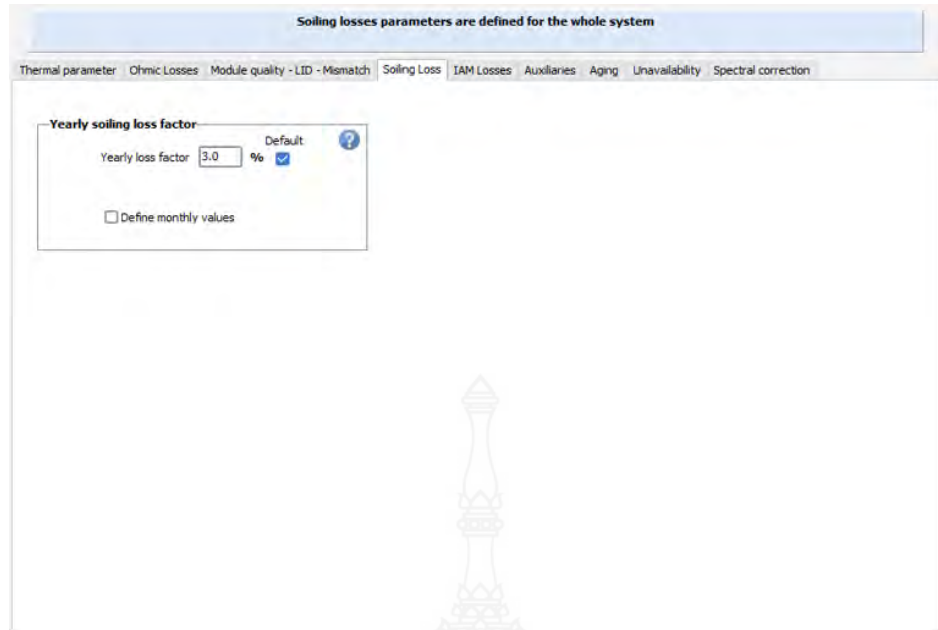 Soiling losses parameters are defined for the whole system
Thermal parameter Ohmic Losses Module quality - LID - Mismatch Soiling Loss IAM Losses Auxiliaries Aging Unavailability Spectral correction
Yearly soiling loss factor
Default
?
Yearly loss factor 3.0 %
Define monthly values